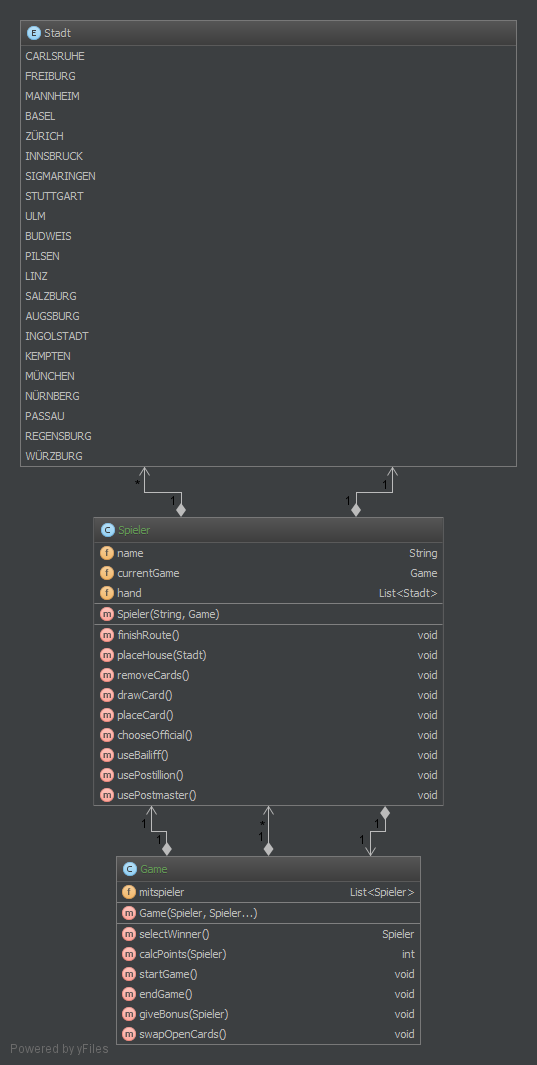 E Stadt
CARLSRUHE
FREIBURG
MANNHEIM
BASEL
ZÜRICH
INNSBRUCK
SIGMARINGEN
STUTTGART
ULM
BUDWEIS
PILSEN
LINZ
SALZBURG
AUGSBURG
INGOLSTADT
KEMPTEN
MÜNCHEN
NÜRNBERG
PASSAU
REGENSBURG
WÜRZBURG
* 1
1 1
C Spieler
f name String
f currentGame Game
f hand List<Stadt>
m Spieler(String, Game)
m finishRoute() void
m placeHouse(Stadt) void
m removeCards() void
m drawCard() void
m placeCard() void
m chooseOfficial() void
m useBailiff() void
m usePostillion() void
m usePostmaster() void
1 * 1
1 1 1
C Game
f mitspieler List<Spieler>
m Game(Spieler, Spieler...)
m selectWinner() Spieler
m calcPoints(Spieler) int
m startGame() void
m endGame() void
m giveBonus(Spieler) void
m swapOpenCards() void
Powered by yFiles